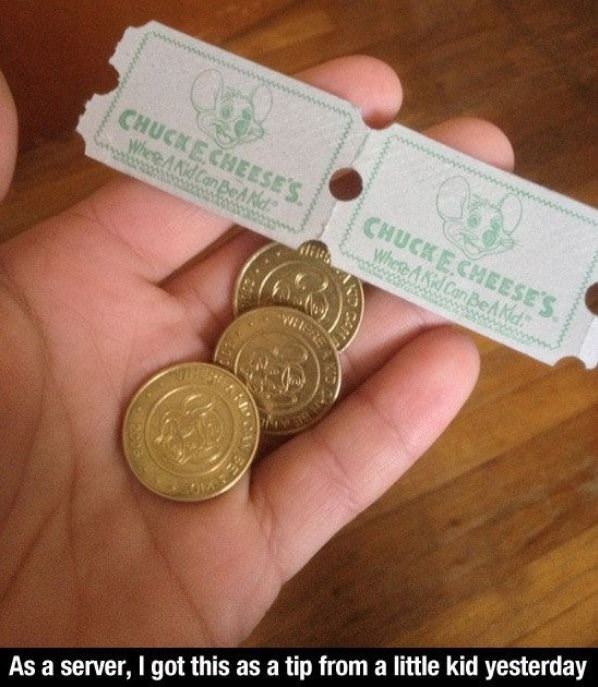 CHUCK E. CHEESE'S.
Where A Kid Can Be A Kid.
CHUCK E. CHEESE'S.
Where A Kid Can Be A Kid.
As a server, I got this as a tip from a little kid yesterday